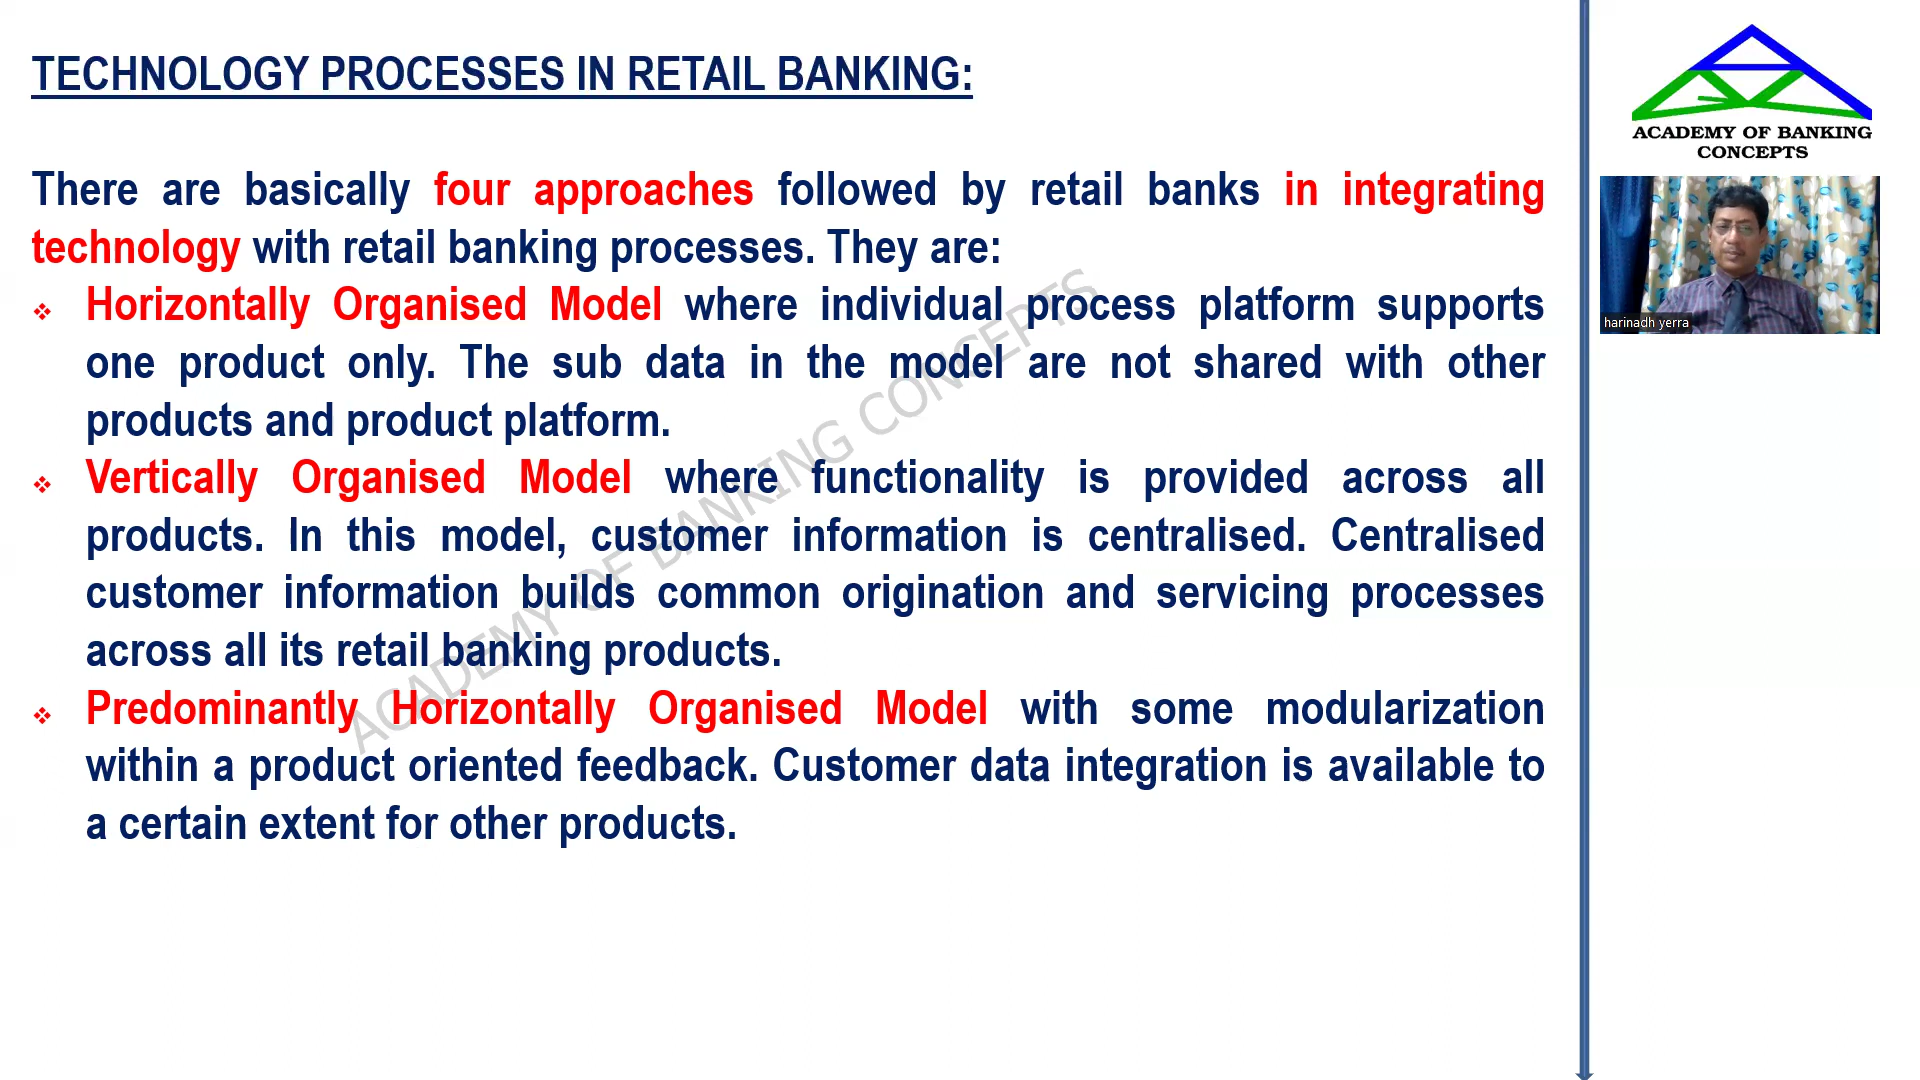 TECHNOLOGY PROCESSES IN RETAIL BANKING:
There are basically four approaches followed by retail banks in integrating
technology with retail banking processes. They are:
❖ Horizontally Organised Model where individual process platform supports
one product only. The sub data in the model are not shared with other
products and product platform.
❖ Vertically Organised Model where functionality is provided across all
products. In this model, customer information is centralised. Centralised
customer information builds common origination and servicing processes
across all its retail banking products.
❖ Predominantly Horizontally Organised Model with some modularization
within a product oriented feedback. Customer data integration is available to
a certain extent for other products.
ACADEMY OF BANKING CONCEPTS
ACADEMY OF BANKING
CONCEPTS
harinadh yerra